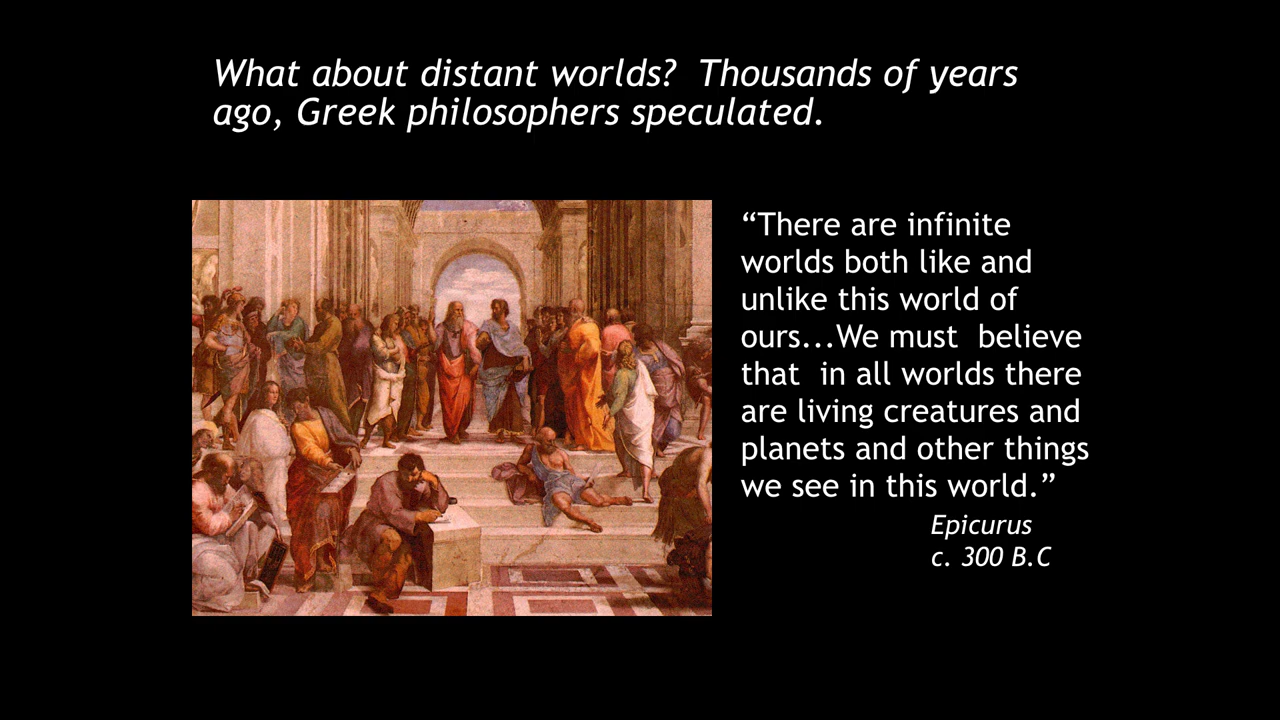 What about distant worlds?  Thousands of years
ago, Greek philosophers speculated.
“There are infinite
worlds both like and
unlike this world of
ours...We must  believe
that  in all worlds there
are living creatures and
planets and other things
we see in this world.”
Epicurus
c. 300 B.C